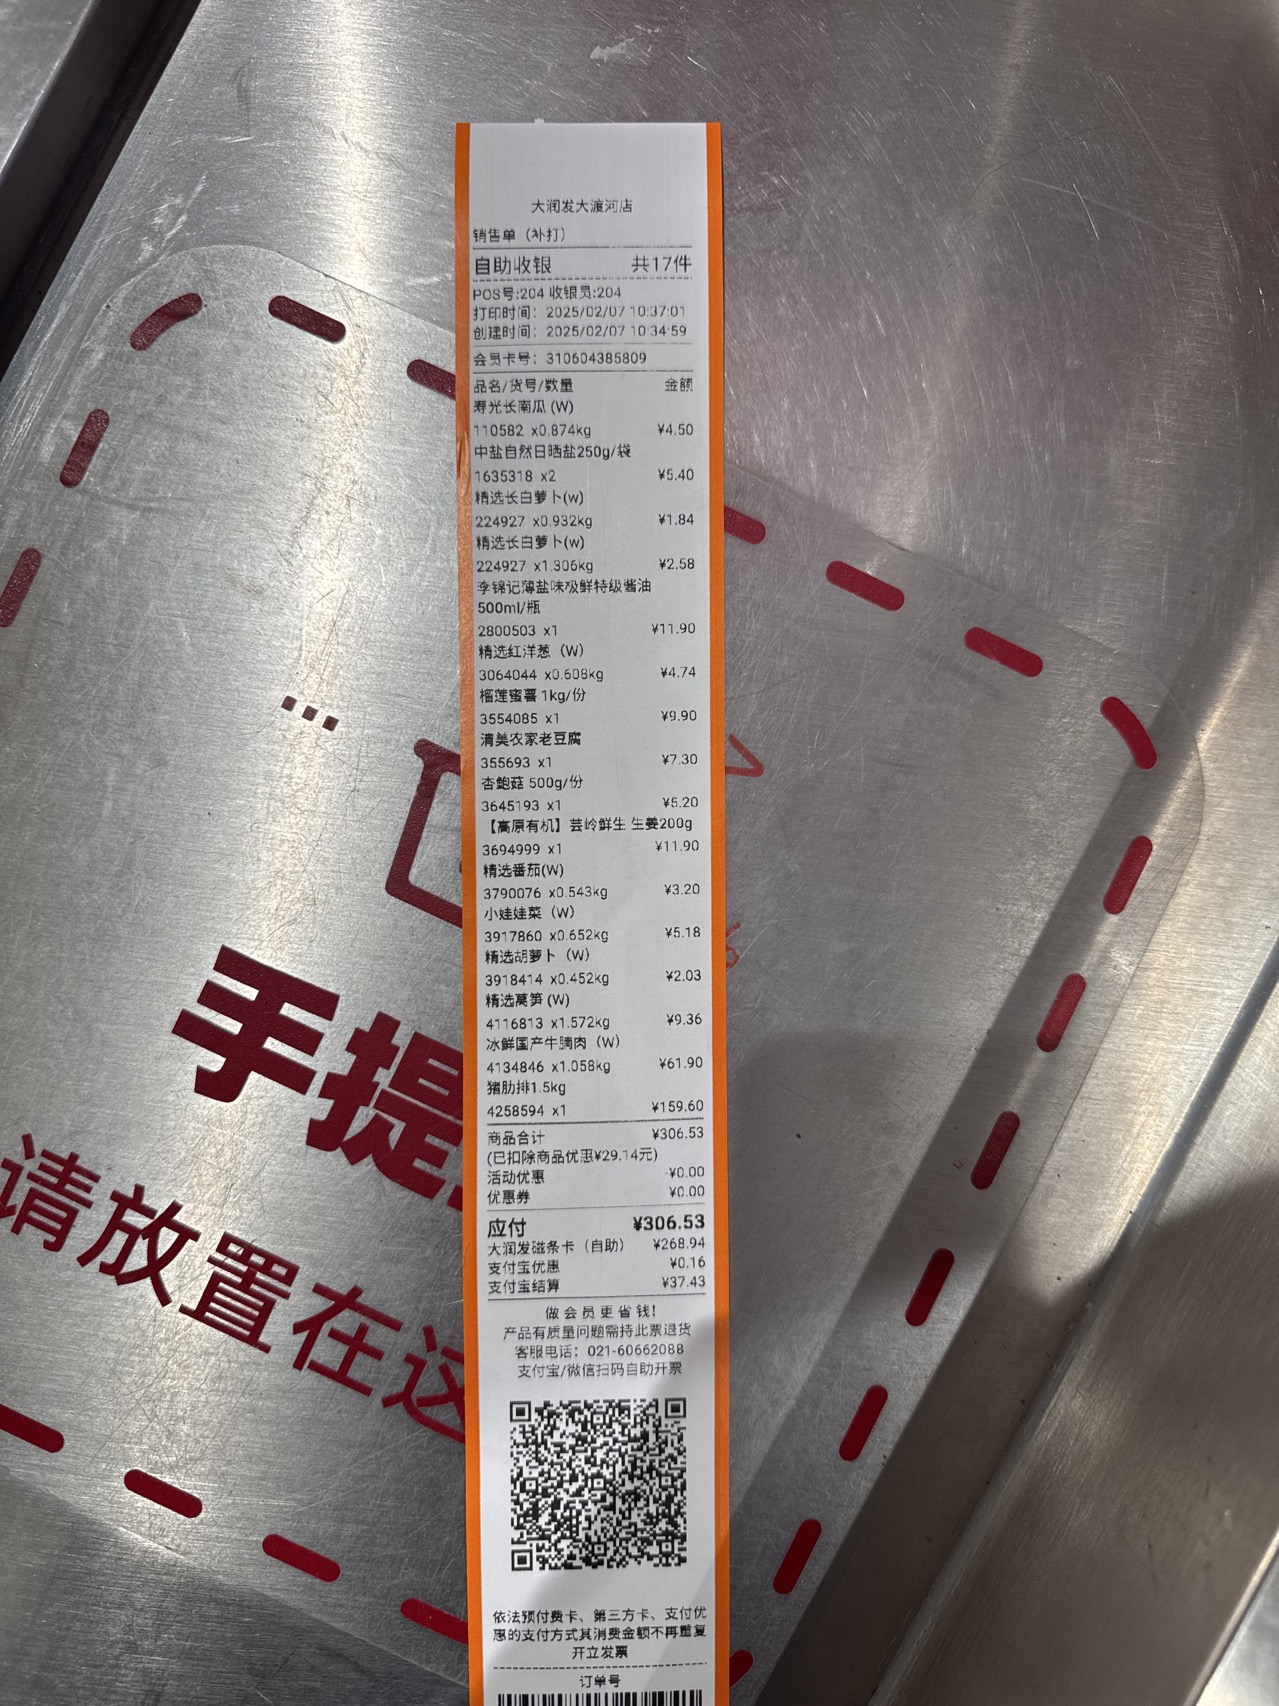 大润发大渡河店
销售单（补打）
自助收银 共17件
POS号:204 收银员:204
打印时间： 2025/02/07 10:37:01
创建时间： 2025/02/07 10:34:59
会员卡号：310604385809
品名/货号/数量 金额
寿光长南瓜(W)
110582 x0.874kg ¥4.50
中盐自然日晒盐250g/袋
1635318 x2 ¥5.40
精选长白萝卜(w)
224927 x0.932kg ¥1.84
精选长白萝卜(w)
224927 x1.306kg ¥2.58
李锦记薄盐味极鲜特级酱油
500ml/瓶
2800503 x1 ¥11.90
精选红洋葱（W）
3064044 x0.608kg ¥4.74
榴莲蜜薯1kg/份
3554085 x1 ¥9.90
清美农家老豆腐
355693 x1 ¥7.30
杏鲍菇 500g/份
3645193 x1 ¥5.20
【高原有机】芸岭鲜生 生姜200g
3694999 x1 ¥11.90
精选番茄(W)
3790076 x0.543kg ¥3.20
小娃娃菜（W）
3917860 x0.652kg ¥5.18
精选胡萝卜（W）
3918414 x0.452kg ¥2.03
精选莴笋(W)
4116813 x1.572kg ¥9.36
冰鲜国产牛腩肉（W）
4134846 x1.058kg ¥61.90
猪肋排1.5kg
4258594 x1 ¥159.60
商品合计 ¥306.53
(已扣除商品优惠¥29.14元)
活动优惠 -¥0.00
优惠券 ¥0.00
应付 ¥306.53
大润发磁条卡（自助） ¥268.94
支付宝优惠 ¥0.16
支付宝结算 ¥37.43
做会员更省钱!
产品有质量问题需持此票退货
客服电话：021-60662088
支付宝/微信扫码自助开票
依法预付费卡、第三方卡、支付优
惠的支付方式其消费金额不再重复
开立发票
订单号
手提
请放置在这